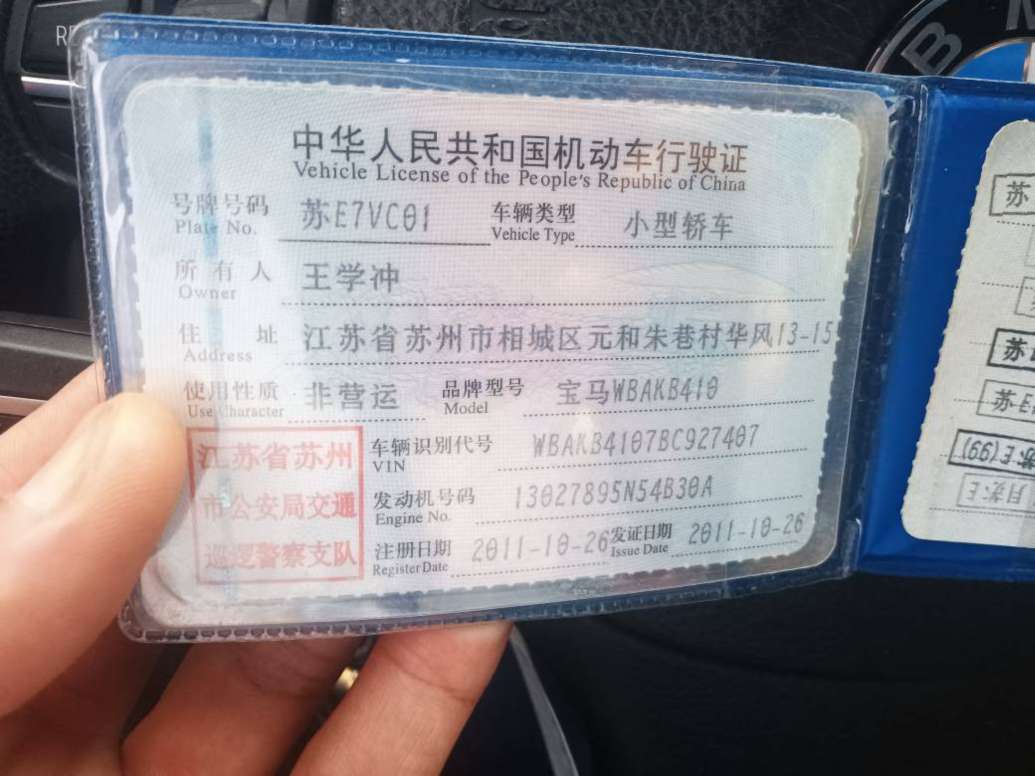 中华人民共和国机动车行驶证
Vehicle License of the People's Republic of China
号牌号码 苏E7VC01 车辆类型 小型轿车
Plate No. Vehicle Type
所有人 王学冲
Owner
住址 江苏省苏州市相城区元和朱巷村华风13-15
Address
使用性质 非营运 品牌型号 宝马WBAKB410
Use Character Model
江苏省苏州
市公安局交通
巡逻警察支队
车辆识别代号 WBAKB4107BC927407
VIN
发动机号码 13027895N54B30A
Engine No.
注册日期 2011-10-26 发证日期 2011-10-26
Register Date Issue Date
苏
苏
苏E
B